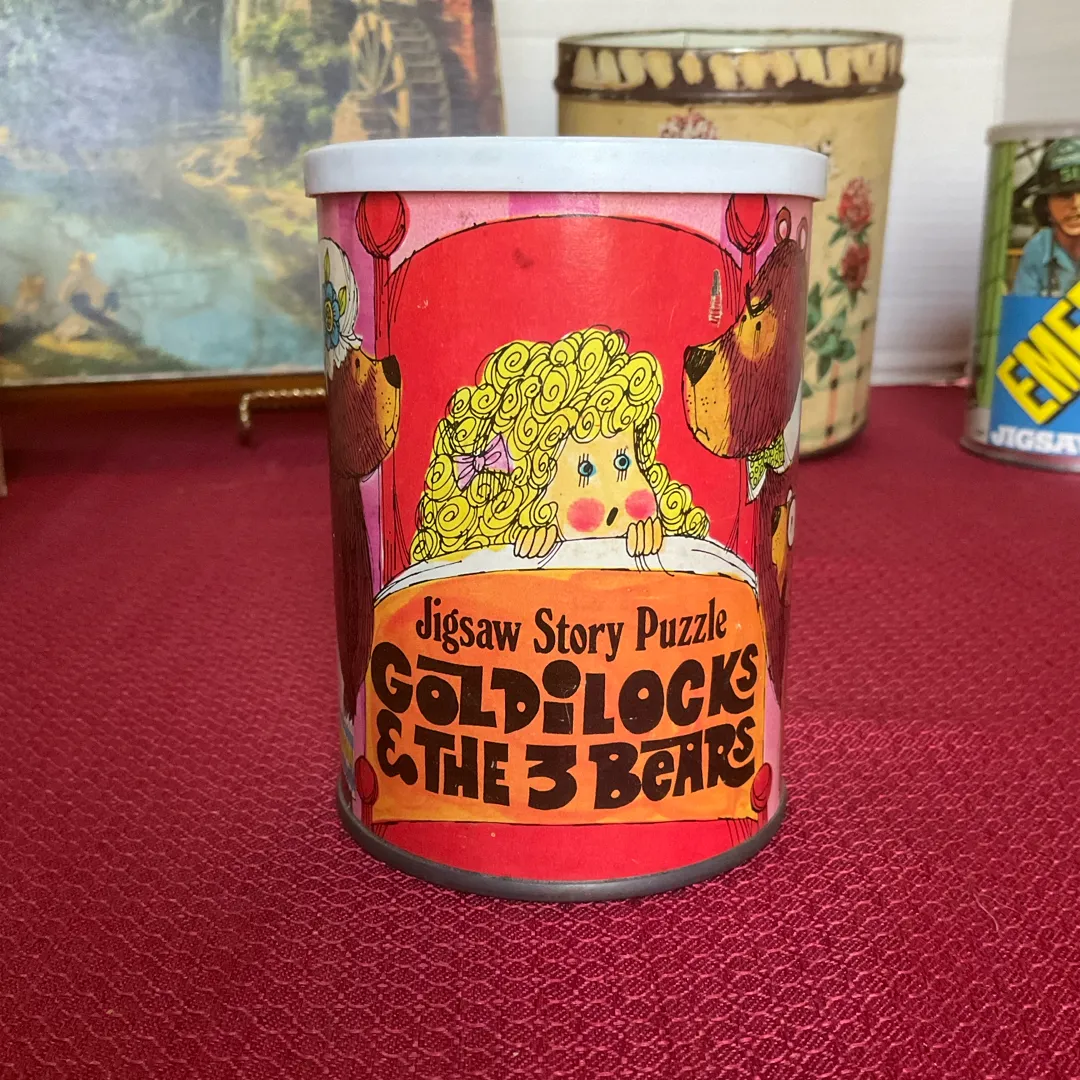 Jigsaw Story Puzzle
GOLDiLOCKS
& THE 3 BeARS